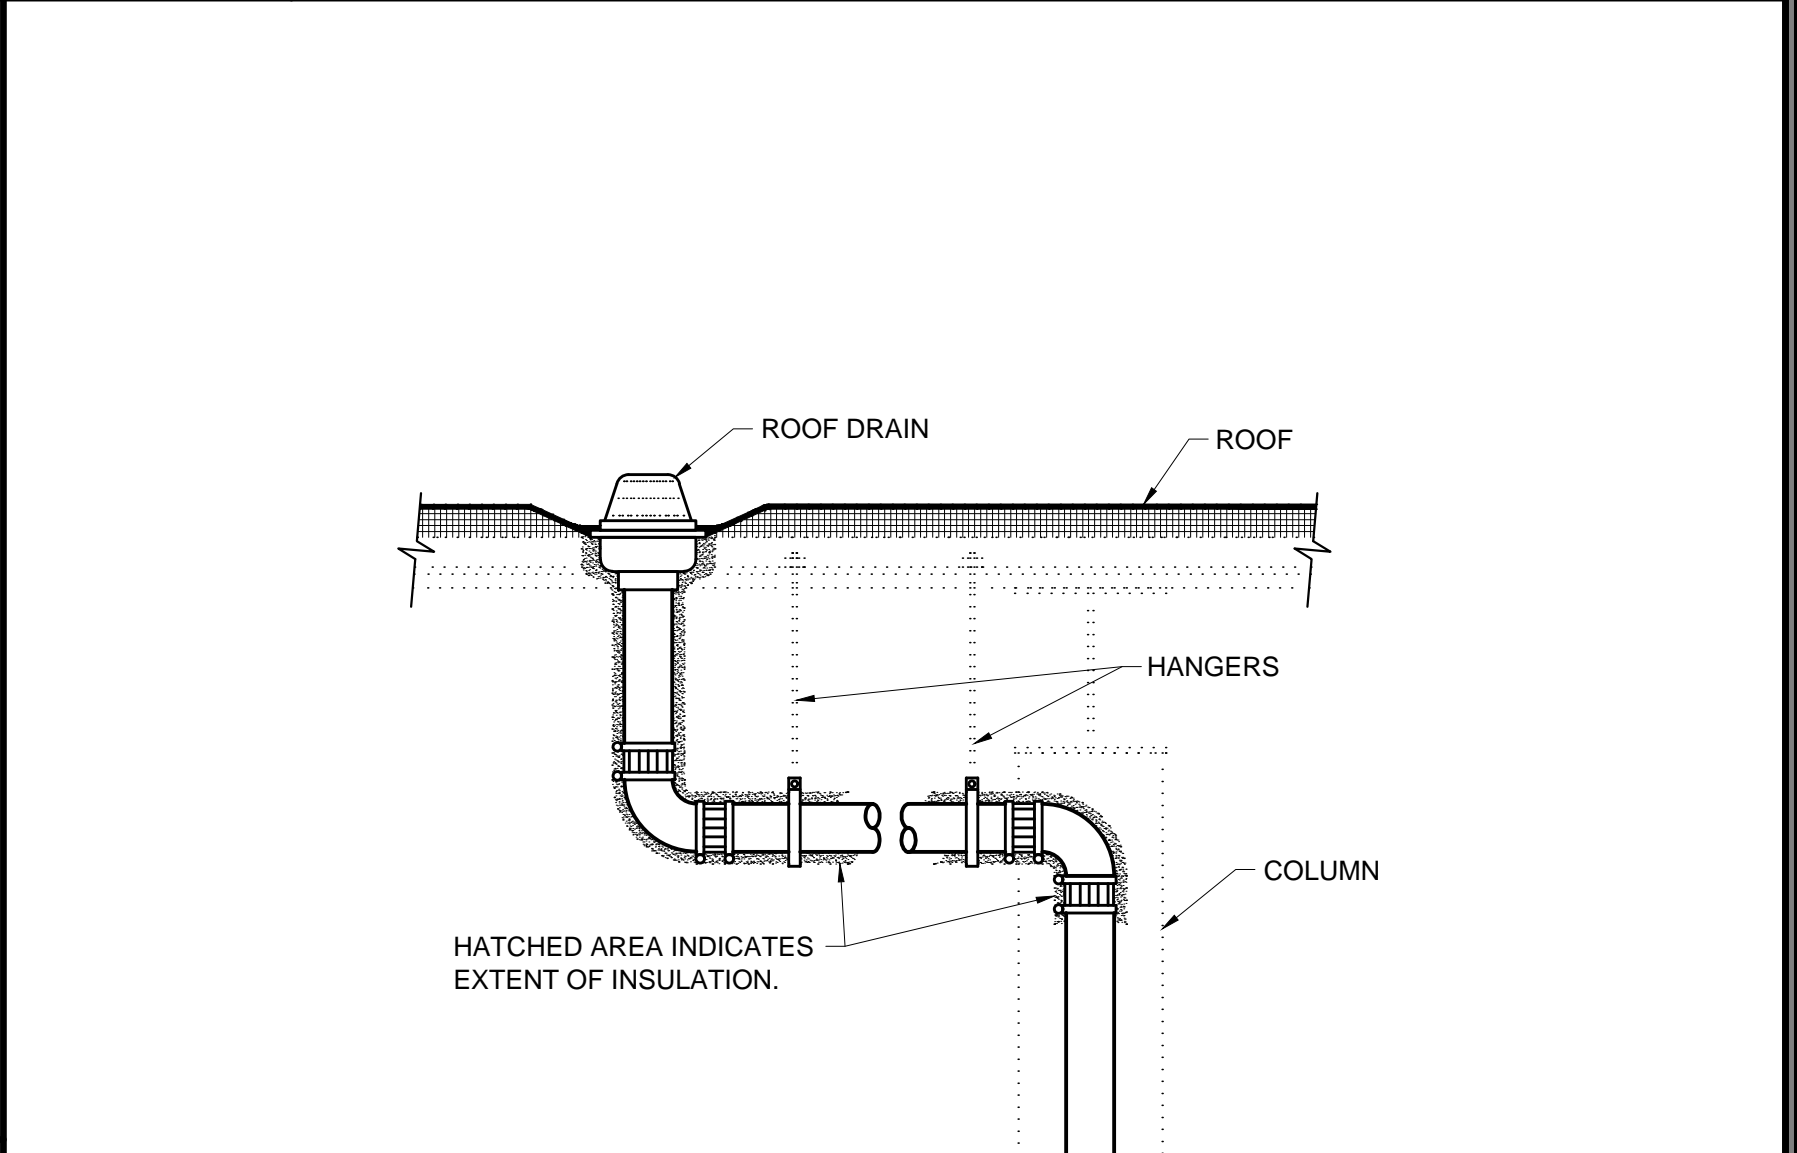 ROOF DRAIN
ROOF
HANGERS
COLUMN
HATCHED AREA INDICATES
EXTENT OF INSULATION.